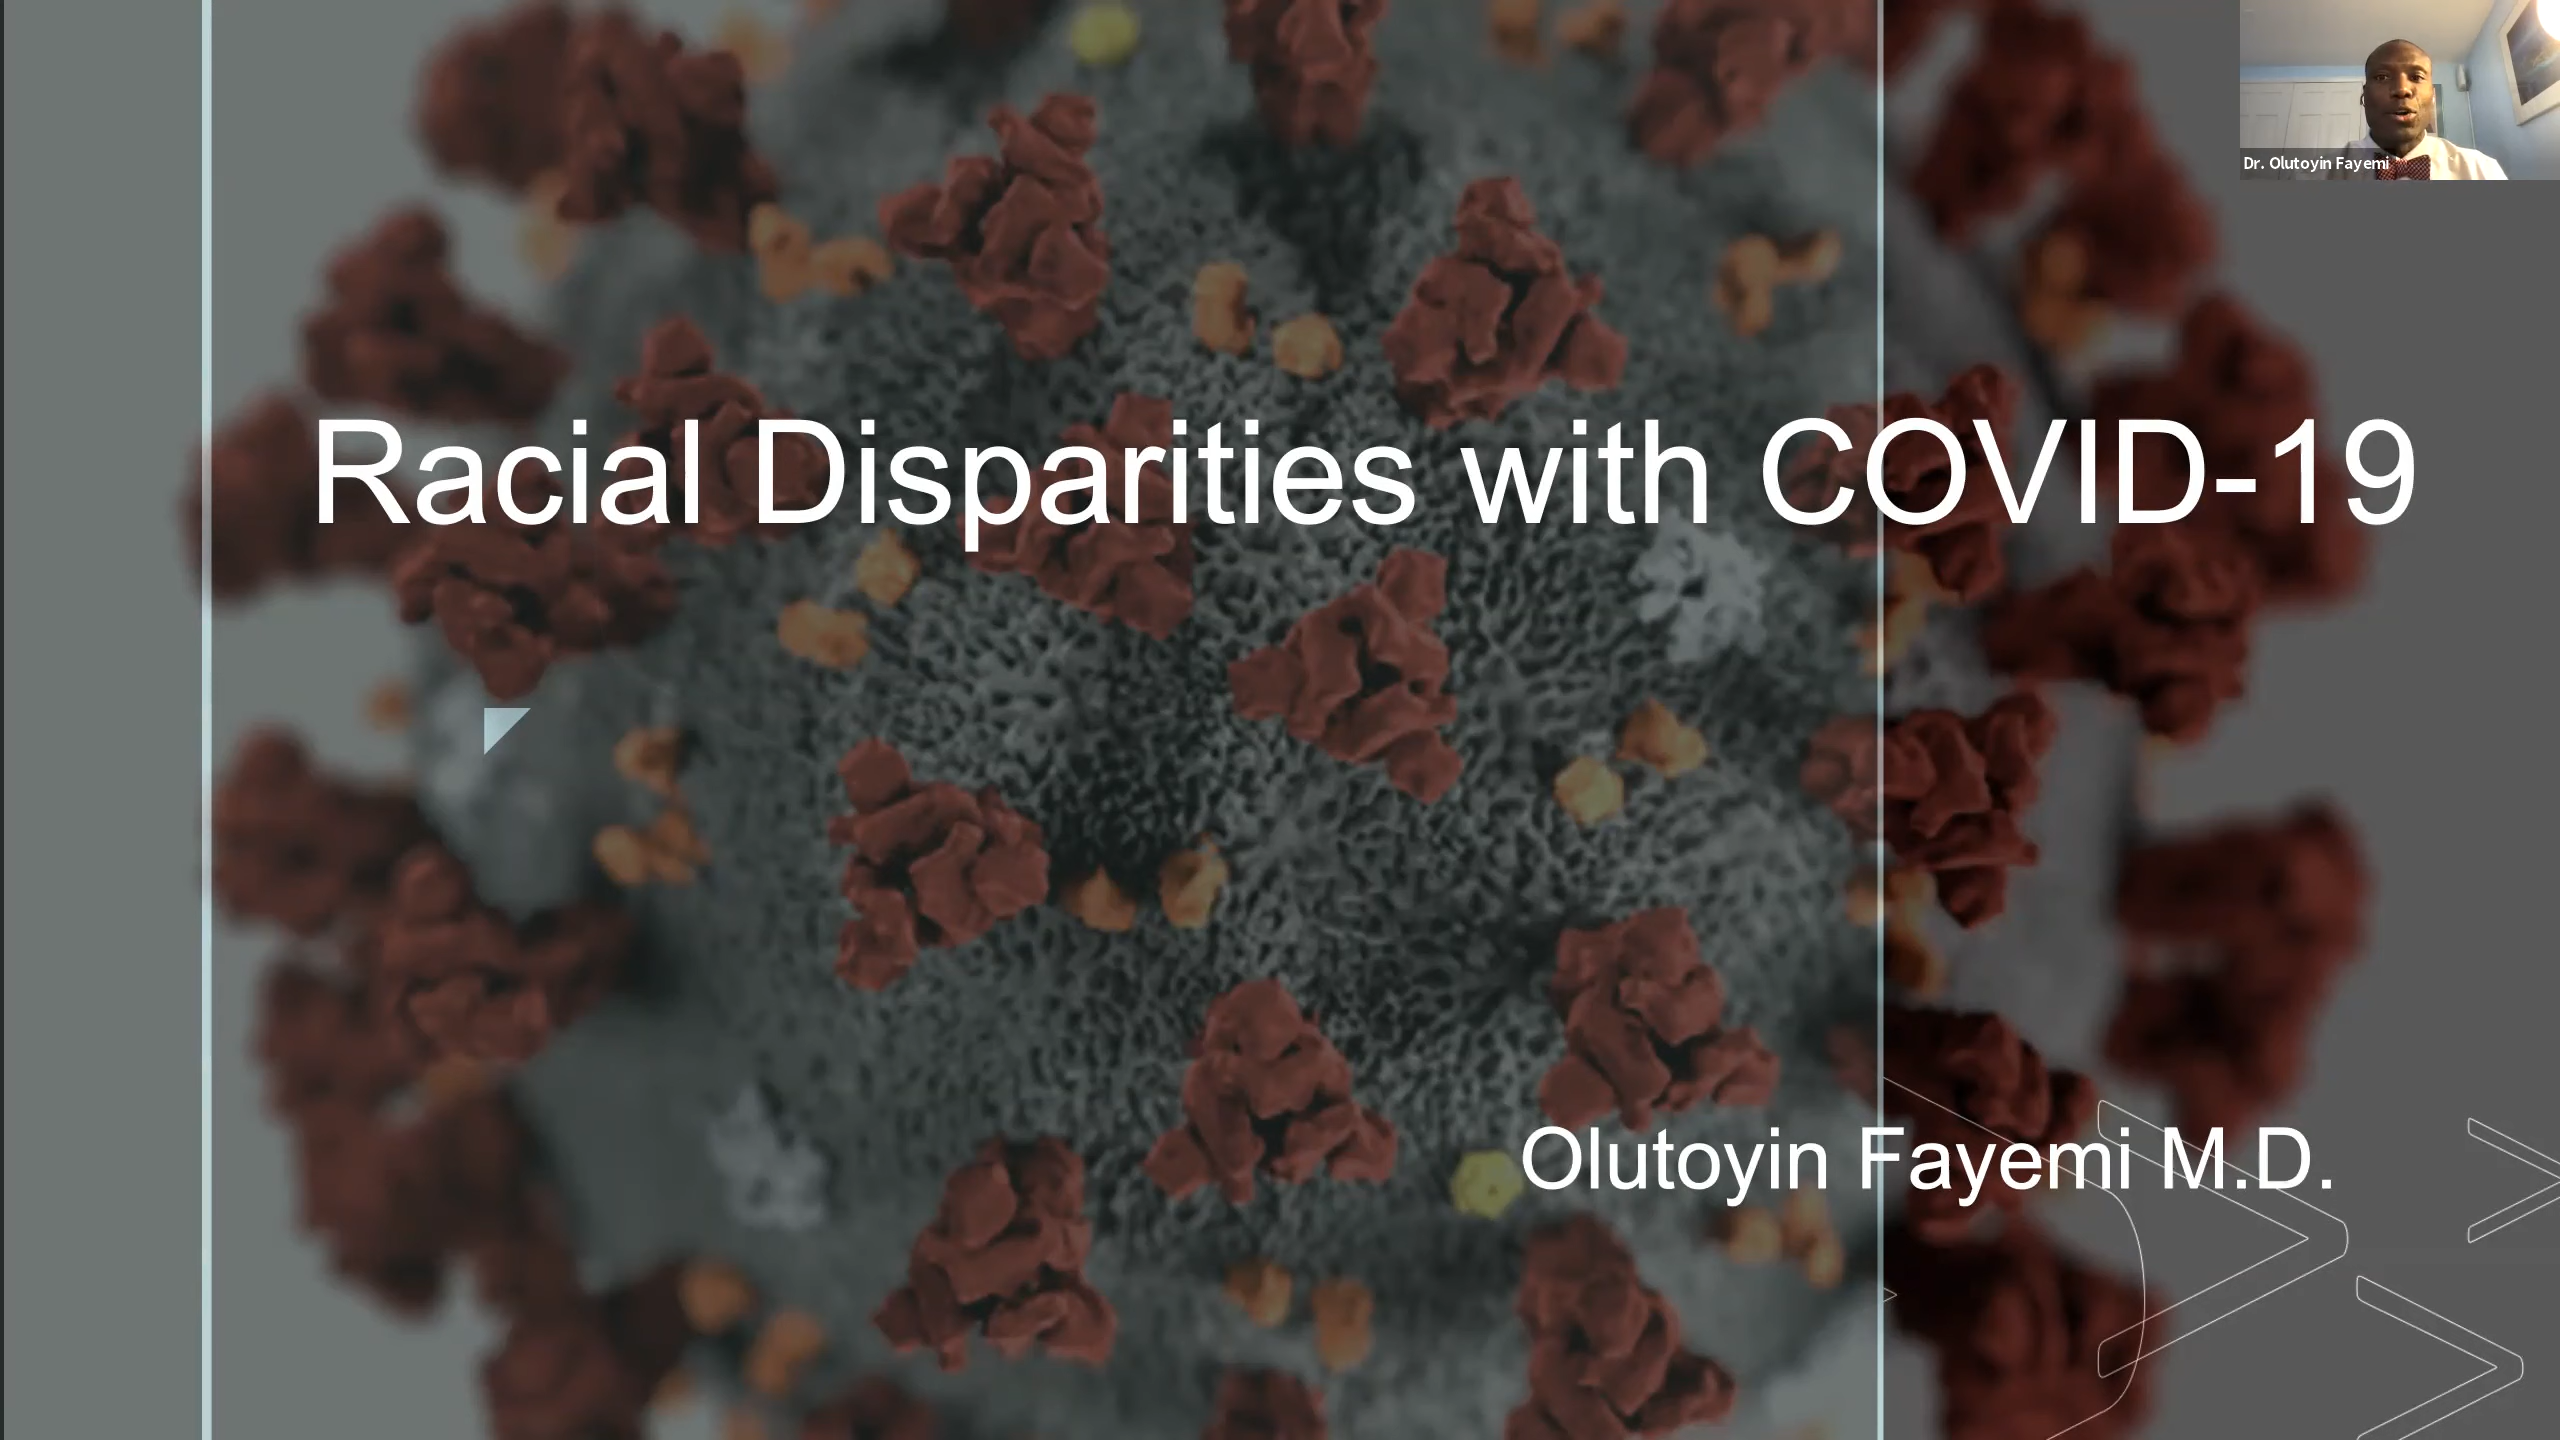 Dr. Olutoyin Fayemi
Racial Disparities with COVID-19
Olutoyin Fayemi M.D.